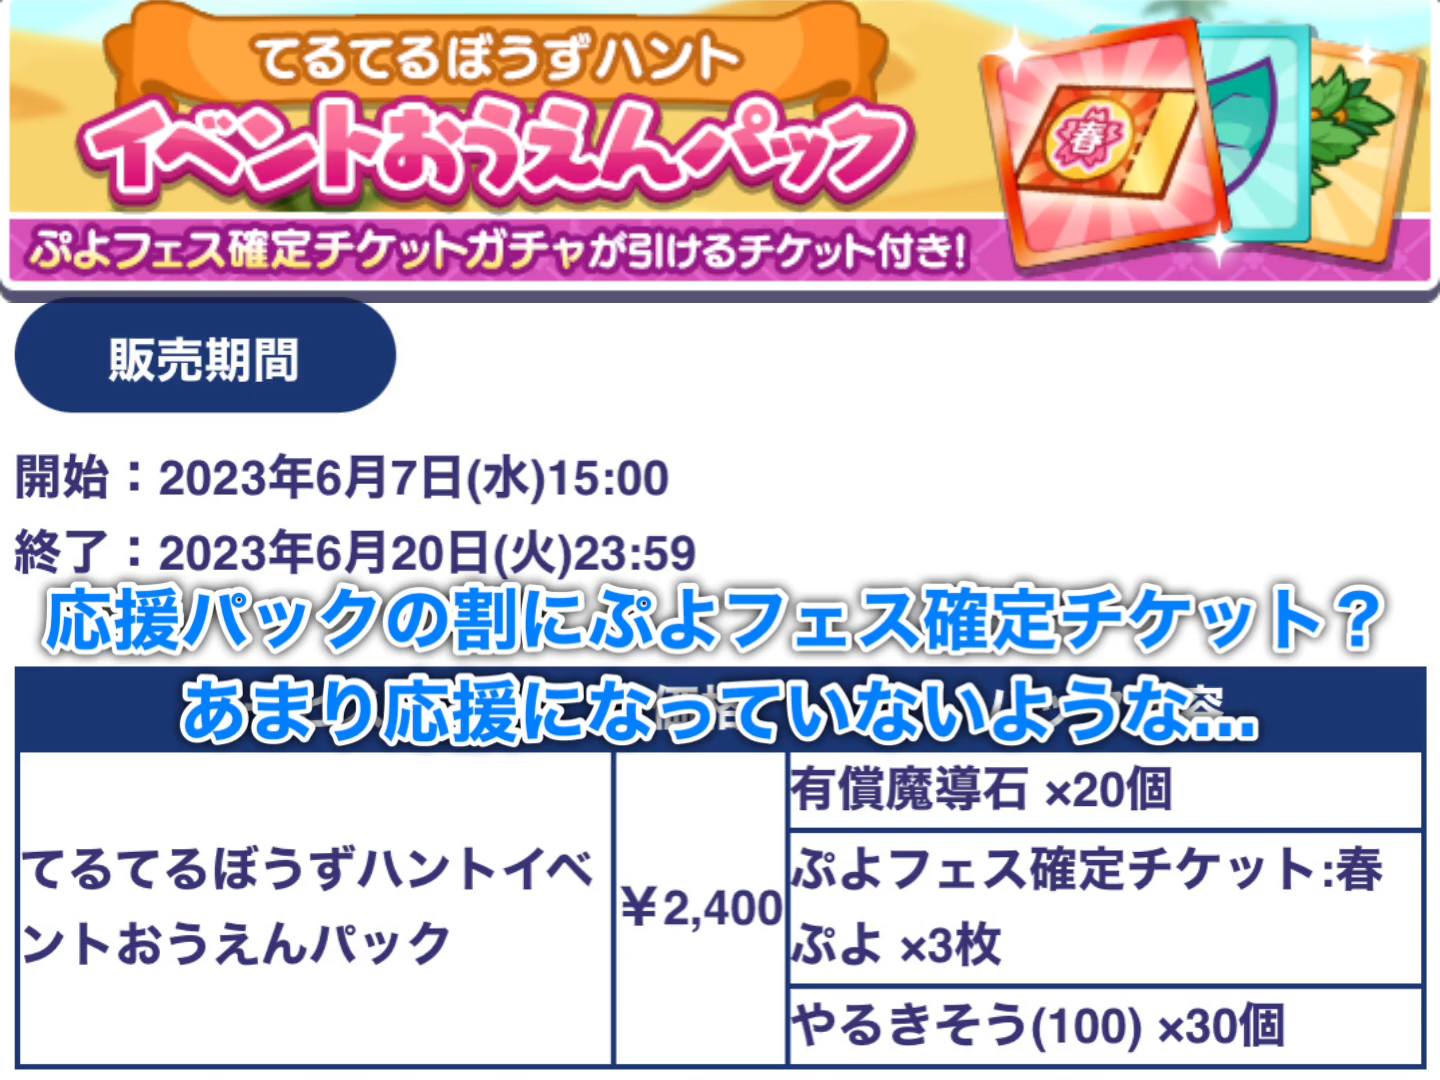 てるてるぼうずハント
イベントおうえんパック
春
ぷよフェス確定チケットガチャが引けるチケット付き!
販売期間
開始：2023年6月7日(水)15:00
終了：2023年6月20日(火)23:59
応援パックの割にぷよフェス確定チケット？
あまり応援になっていないような...
てるてるぼうずハントイベ
ントおうえんパック
￥2,400
有償魔導石 ×20個
ぷよフェス確定チケット:春
ぷよ ×3枚
やるきそう(100) ×30個